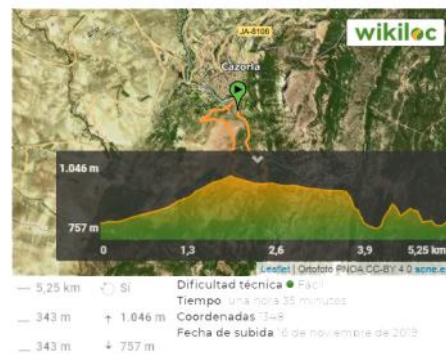 JA-8106
wikiloc
Cazorla
1.046 m
757 m
0 1,3 2,6 3,9 5,25 km
Leaflet | Ortofoto PNOA CC-BY 4.0 scne.e
5,25 km Sí Dificultad técnica Fácil
Tiempo una hora 35 minutos
343 m 1.046 m Coordenadas 1348
Fecha de subida 16 de noviembre de 2019
343 m 757 m